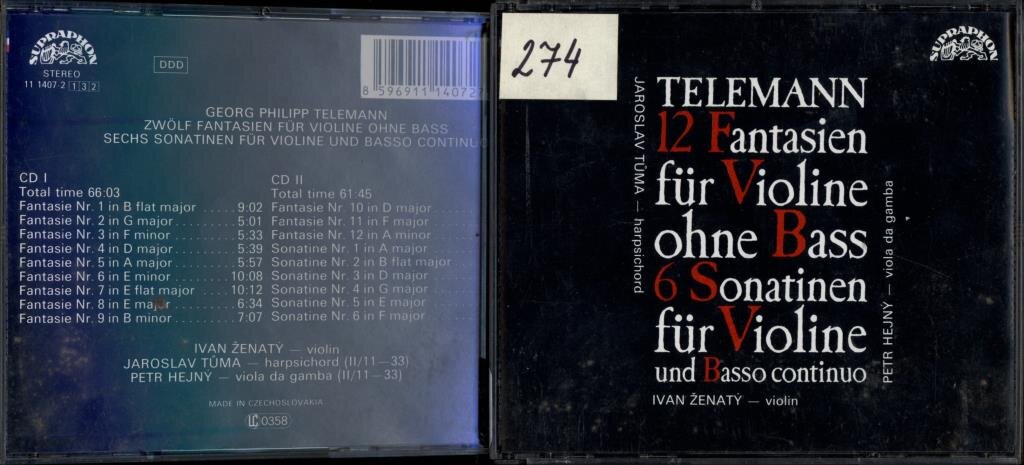 SUPRAPHON
STEREO
11 1407-2 132
DDD
8 596911 140727
GEORG PHILIPP TELEMANN
ZWÖLF FANTASIEN FÜR VIOLINE OHNE BASS
SECHS SONATINEN FÜR VIOLINE UND BASSO CONTINUO
CD I
Total time 66:03
Fantasie Nr. 1 in B flat major ..... 9:02
Fantasie Nr. 2 in G major ..... 5:01
Fantasie Nr. 3 in F minor ..... 5:33
Fantasie Nr. 4 in D major ..... 5:39
Fantasie Nr. 5 in A major ..... 5:57
Fantasie Nr. 6 in E minor ..... 10:08
Fantasie Nr. 7 in E flat major ..... 10:12
Fantasie Nr. 8 in E major ..... 6:34
Fantasie Nr. 9 in B minor ..... 7:07
CD II
Total time 61:45
Fantasie Nr. 10 in D major
Fantasie Nr. 11 in F major
Fantasie Nr. 12 in A minor
Sonatine Nr. 1 in A major
Sonatine Nr. 2 in B flat major
Sonatine Nr. 3 in D major
Sonatine Nr. 4 in G major
Sonatine Nr. 5 in E major
Sonatine Nr. 6 in F major
IVAN ŽENATÝ — violin
JAROSLAV TŮMA — harpsichord (II/11—33)
PETR HEJNÝ — viola da gamba (II/11—33)
MADE IN CZECHOSLOVAKIA
LC 0358
274
SUPRAPHON
TELEMANN
12 Fantasien
für Violine
ohne Bass
6 Sonatinen
für Violine
und Basso continuo
IVAN ŽENATÝ — violin
JAROSLAV TŮMA — harpsichord
PETR HEJNÝ — viola da gamba